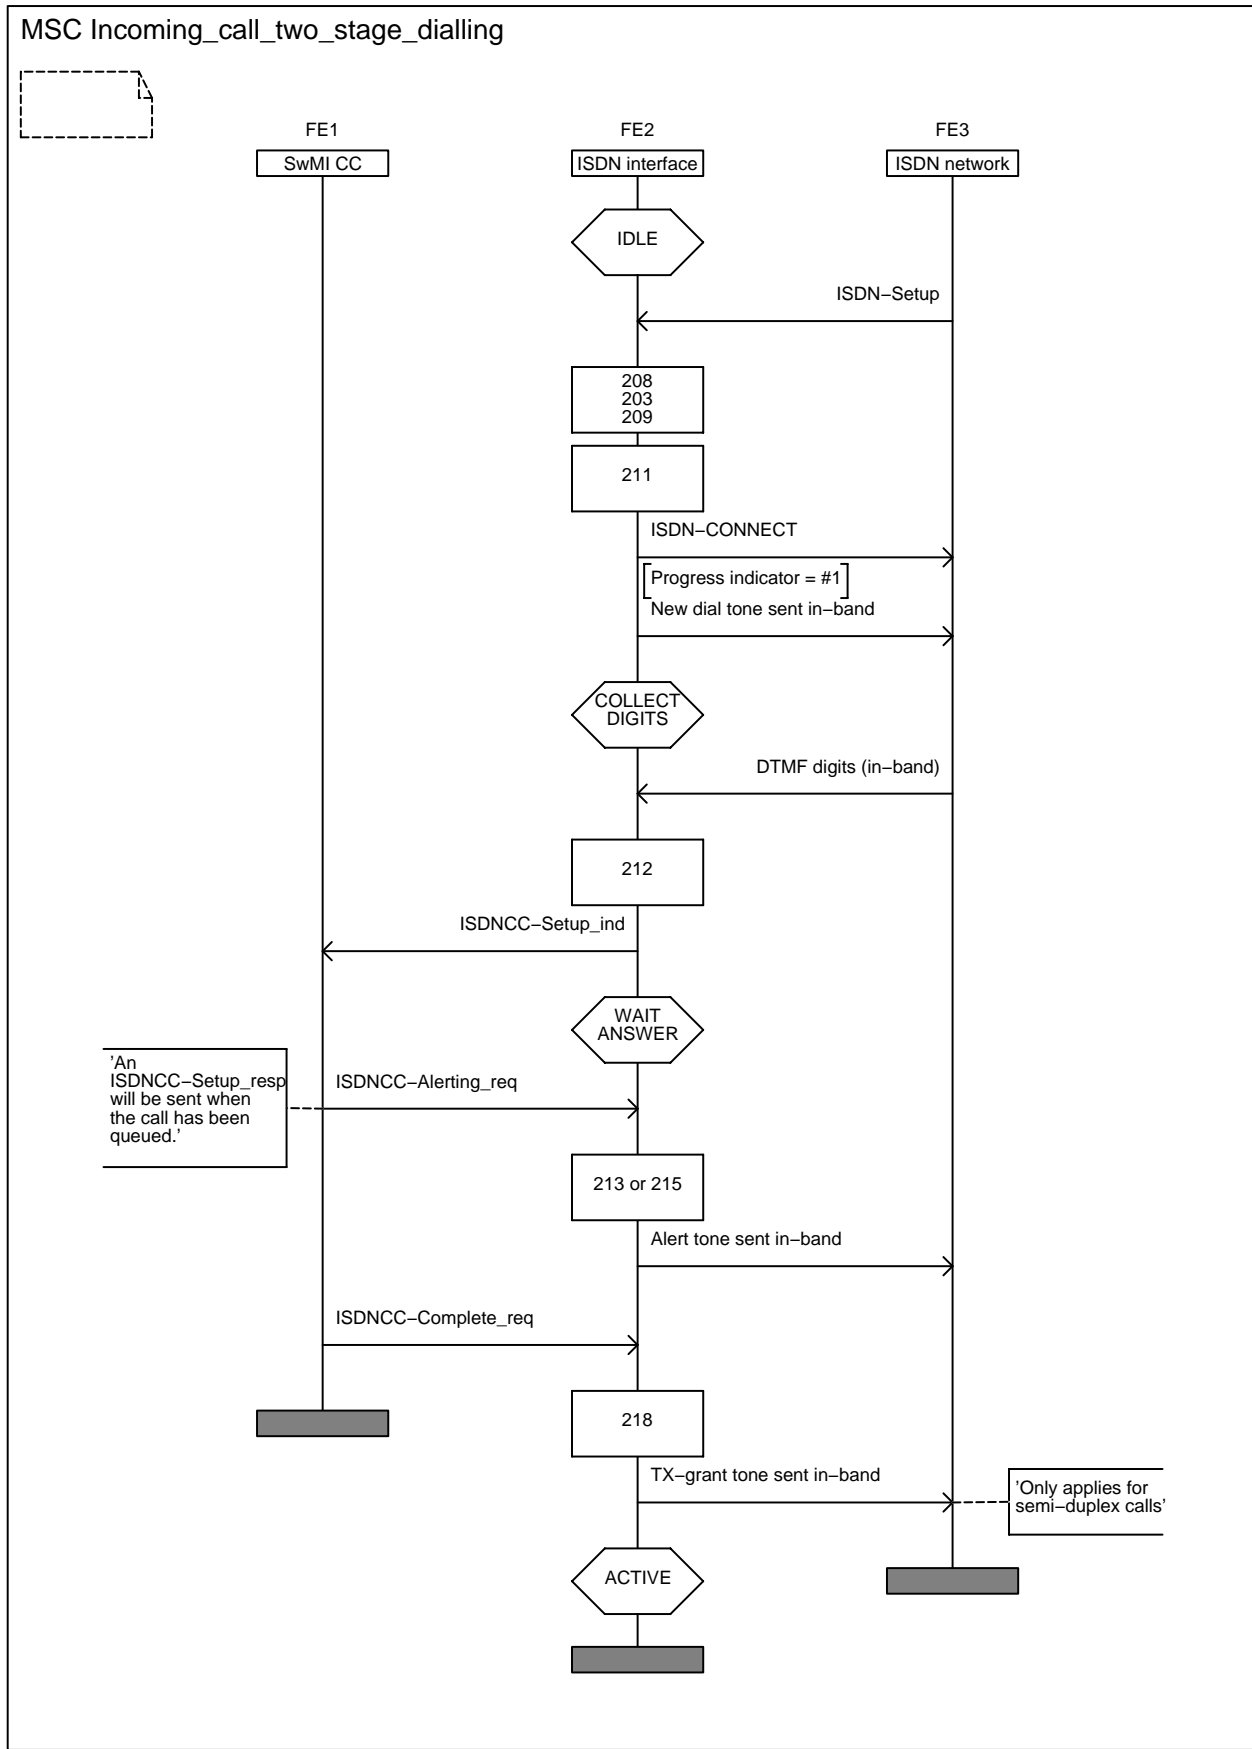 MSC Incoming_call_two_stage_dialling
FE1
FE2
FE3
SwMI CC
ISDN interface
ISDN network
IDLE
ISDN−Setup
208
203
209
211
ISDN−CONNECT
Progress indicator = #1
New dial tone sent in−band
COLLECT
DIGITS
DTMF digits (in−band)
212
ISDNCC−Setup_ind
WAIT
ANSWER
'An
ISDNCC−Setup_resp
will be sent when
the call has been
queued.'
ISDNCC−Alerting_req
213 or 215
Alert tone sent in−band
ISDNCC−Complete_req
218
TX−grant tone sent in−band
'Only applies for
semi−duplex calls'
ACTIVE